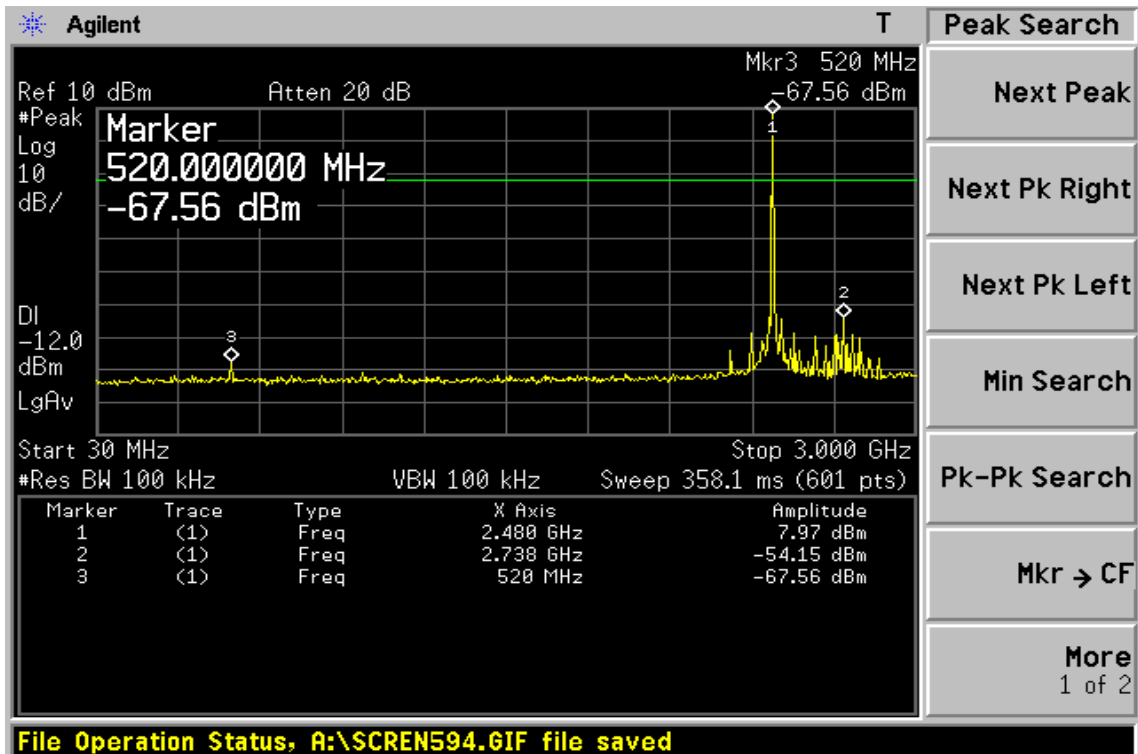 Agilent T
Peak Search
Mkr3 520 MHz
Ref 10 dBm Atten 20 dB -67.56 dBm
#Peak
Log
10
dB/
Marker
520.000000 MHz
-67.56 dBm
1
2
3
DI
-12.0
dBm
LgAv
Start 30 MHz Stop 3.000 GHz
#Res BW 100 kHz VBW 100 kHz Sweep 358.1 ms (601 pts)
Marker Trace Type X Axis Amplitude
1 (1) Freq 2.480 GHz 7.97 dBm
2 (1) Freq 2.738 GHz -54.15 dBm
3 (1) Freq 520 MHz -67.56 dBm
Next Peak
Next Pk Right
Next Pk Left
Min Search
Pk-Pk Search
Mkr → CF
More
1 of 2
File Operation Status, A:\SCREN594.GIF file saved